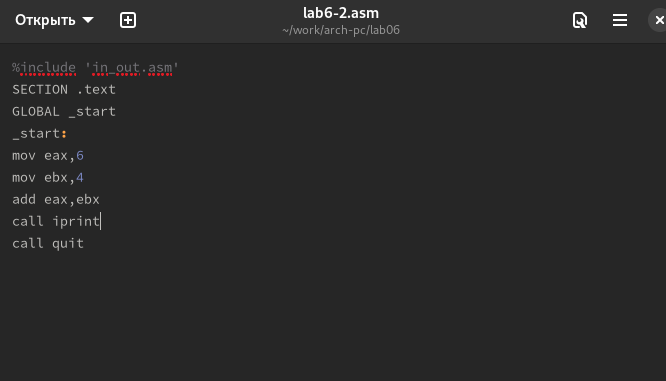 Открыть
lab6-2.asm
~/work/arch-pc/lab06
%include 'in_out.asm'
SECTION .text
GLOBAL _start
_start:
mov eax,6
mov ebx,4
add eax,ebx
call iprint
call quit